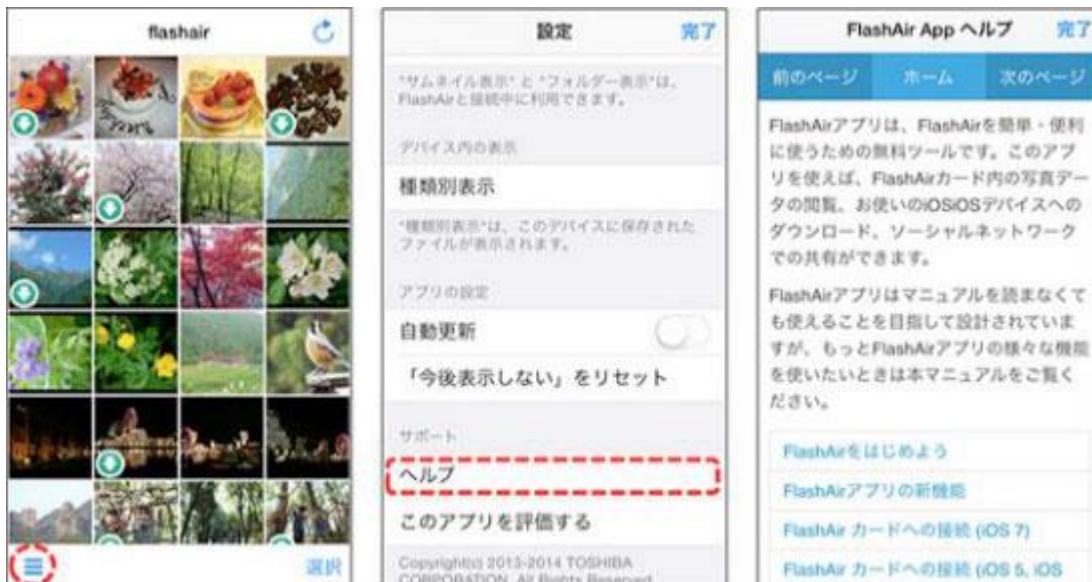 flashair
選択
設定
完了
"サムネイル表示" と "フォルダー表示"は、
FlashAirと接続中に利用できます。
デバイス内の表示
種類別表示
"種類別表示"は、このデバイスに保存された
ファイルが表示されます。
アプリの設定
自動更新
「今後表示しない」をリセット
サポート
ヘルプ
このアプリを評価する
Copyright(c) 2013-2014 TOSHIBA
CORPORATION, All Rights Reserved
FlashAir App ヘルプ
完了
前のページ
ホーム
次のページ
FlashAirアプリは、FlashAirを簡単・便利
に使うための無料ツールです。このアプ
リを使えば、FlashAirカード内の写真デー
タの閲覧、お使いのiOSiOSデバイスへの
ダウンロード、ソーシャルネットワーク
での共有ができます。
FlashAirアプリはマニュアルを読まなくて
も使えることを目指して設計されていま
すが、もっとFlashAirアプリの様々な機能
を使いたいときは本マニュアルをご覧く
ださい。
FlashAirをはじめよう
FlashAirアプリの新機能
FlashAir カードへの接続 (iOS 7)
FlashAir カードへの接続 (iOS 5, iOS